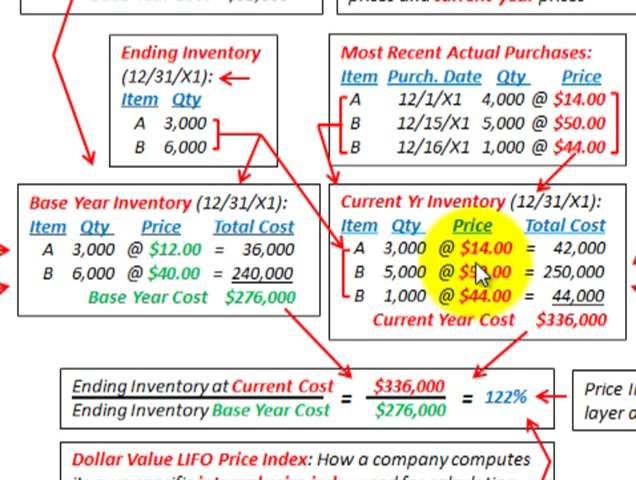 prices and current year prices
Ending Inventory
(12/31/X1):
Item Qty
A 3,000
B 6,000
Most Recent Actual Purchases:
Item Purch. Date Qty Price
A 12/1/X1 4,000 @ $14.00
B 12/15/X1 5,000 @ $50.00
B 12/16/X1 1,000 @ $44.00
Base Year Inventory (12/31/X1):
Item Qty Price Total Cost
A 3,000 @ $12.00 = 36,000
B 6,000 @ $40.00 = 240,000
Base Year Cost $276,000
Current Yr Inventory (12/31/X1):
Item Qty Price Total Cost
A 3,000 @ $14.00 = 42,000
B 5,000 @ = 250,000
B 1,000 @ $44.00 = 44,000
Current Year Cost $336,000
Ending Inventory at Current Cost = $336,000 = 122%
Ending Inventory Base Year Cost $276,000
Price
layer
Dollar Value LIFO Price Index: How a company computes